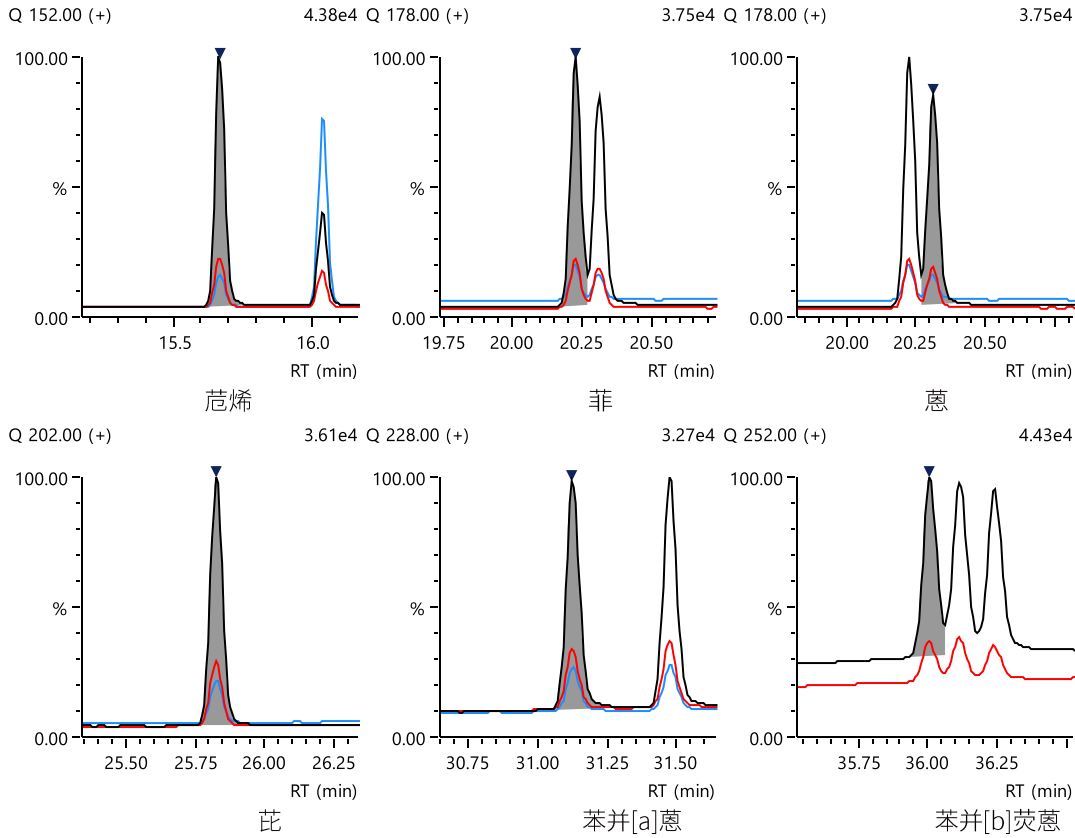 Q 152.00 (+) 4.38e4
100.00
%
0.00
15.5 16.0
RT (min)
苊烯
Q 178.00 (+) 3.75e4
100.00
%
0.00
19.75 20.00 20.25 20.50
RT (min)
菲
Q 178.00 (+) 3.75e4
100.00
%
0.00
20.00 20.25 20.50
RT (min)
蒽
Q 202.00 (+) 3.61e4
100.00
%
0.00
25.50 25.75 26.00 26.25
RT (min)
芘
Q 228.00 (+) 3.27e4
100.00
%
0.00
30.75 31.00 31.25 31.50
RT (min)
苯并[a]蒽
Q 252.00 (+) 4.43e4
100.00
%
0.00
35.75 36.00 36.25
RT (min)
苯并[b]荧蒽